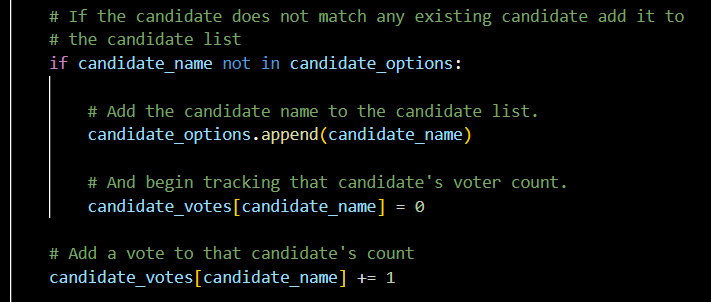 # If the candidate does not match any existing candidate add it to
# the candidate list
if candidate_name not in candidate_options:
# Add the candidate name to the candidate list.
candidate_options.append(candidate_name)
# And begin tracking that candidate's voter count.
candidate_votes[candidate_name] = 0
# Add a vote to that candidate's count
candidate_votes[candidate_name] += 1